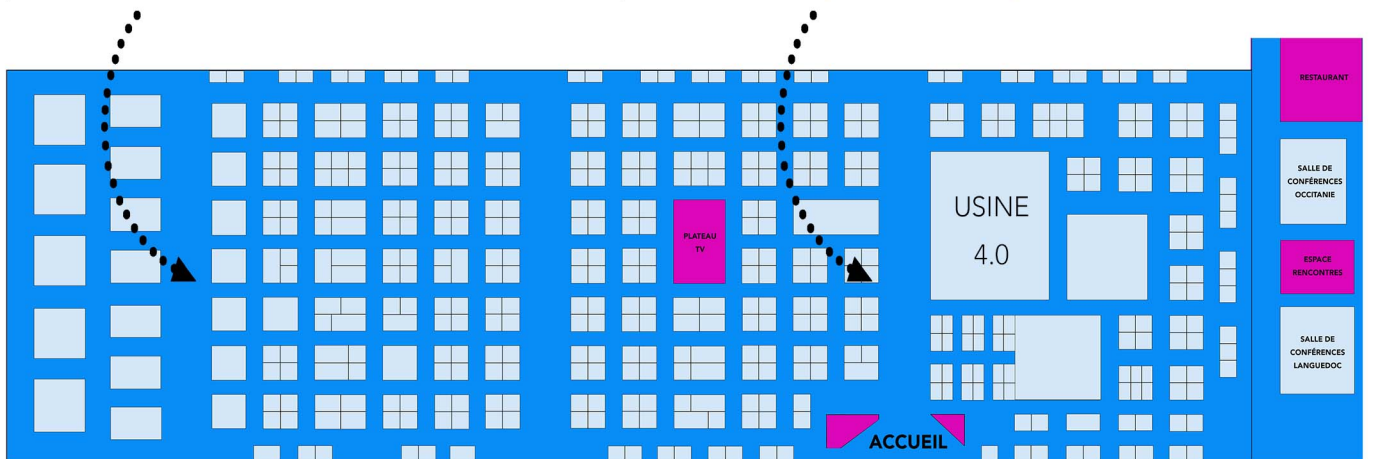 RESTAURANT
SALLE DE
CONFÉRENCES
OCCITANIE
USINE
4.0
PLATEAU
TV
ESPACE
RENCONTRES
SALLE DE
CONFÉRENCES
LANGUEDOC
ACCUEIL